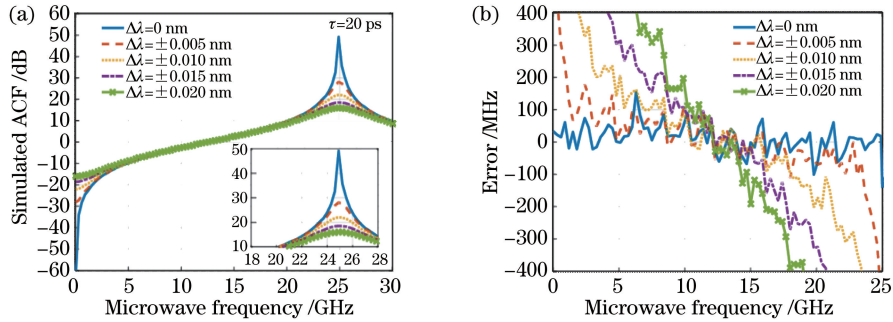 (a)
Simulated ACF /dB
60
50
40
30
20
10
0
−10
−20
−30
−40
−50
−60
Δλ=0 nm
Δλ=±0.005 nm
Δλ=±0.010 nm
Δλ=±0.015 nm
Δλ=±0.020 nm
τ=20 ps
50
40
30
20
10
18 20 22 24 26 28
0 5 10 15 20 25 30
Microwave frequency /GHz
(b)
Error /MHz
400
300
200
100
0
−100
−200
−300
−400
Δλ=0 nm
Δλ=±0.005 nm
Δλ=±0.010 nm
Δλ=±0.015 nm
Δλ=±0.020 nm
0 5 10 15 20 25
Microwave frequency /GHz